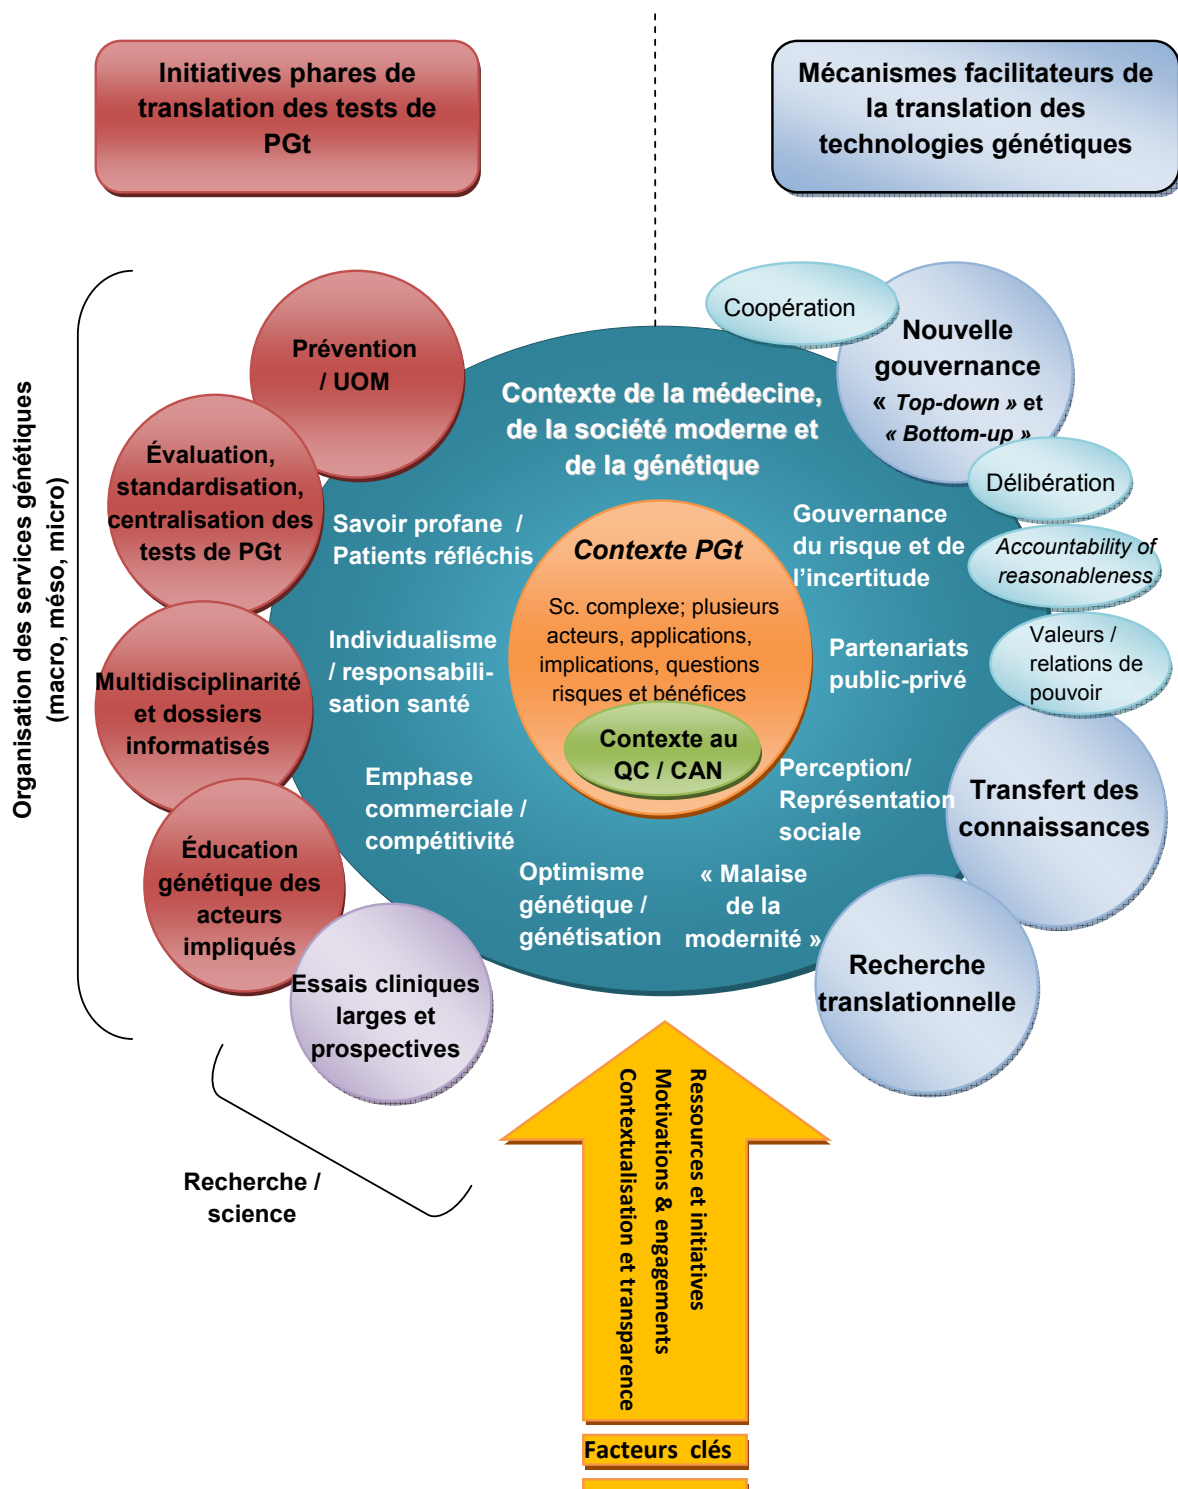 Initiatives phares de
translation des tests de
PGt
Mécanismes facilitateurs de
la translation des
technologies génétiques
Organisation des services génétiques
(macro, méso, micro)
Prévention
/ UOM
Évaluation,
standardisation,
centralisation des
tests de PGt
Multidisciplinarité
et dossiers
informatisés
Éducation
génétique des
acteurs
impliqués
Essais cliniques
larges et
prospectives
Recherche /
science
Contexte de la médecine,
de la société moderne et
de la génétique
Savoir profane /
Patients réfléchis
Individualisme
/ responsabili-
sation santé
Emphase
commerciale /
compétitivité
Optimisme
génétique /
génétisation
« Malaise
de la
modernité »
Perception/
Représentation
sociale
Partenariats
public-privé
Gouvernance
du risque et de
l’incertitude
Contexte PGt
Sc. complexe; plusieurs
acteurs, applications,
implications, questions
risques et bénéfices
Contexte au
QC / CAN
Coopération
Nouvelle
gouvernance
« Top-down » et
« Bottom-up »
Délibération
Accountability of
reasonableness
Valeurs /
relations de
pouvoir
Transfert des
connaissances
Recherche
translationnelle
Ressources et initiatives
Motivations & engagements
Contextualisation et transparence
Facteurs clés